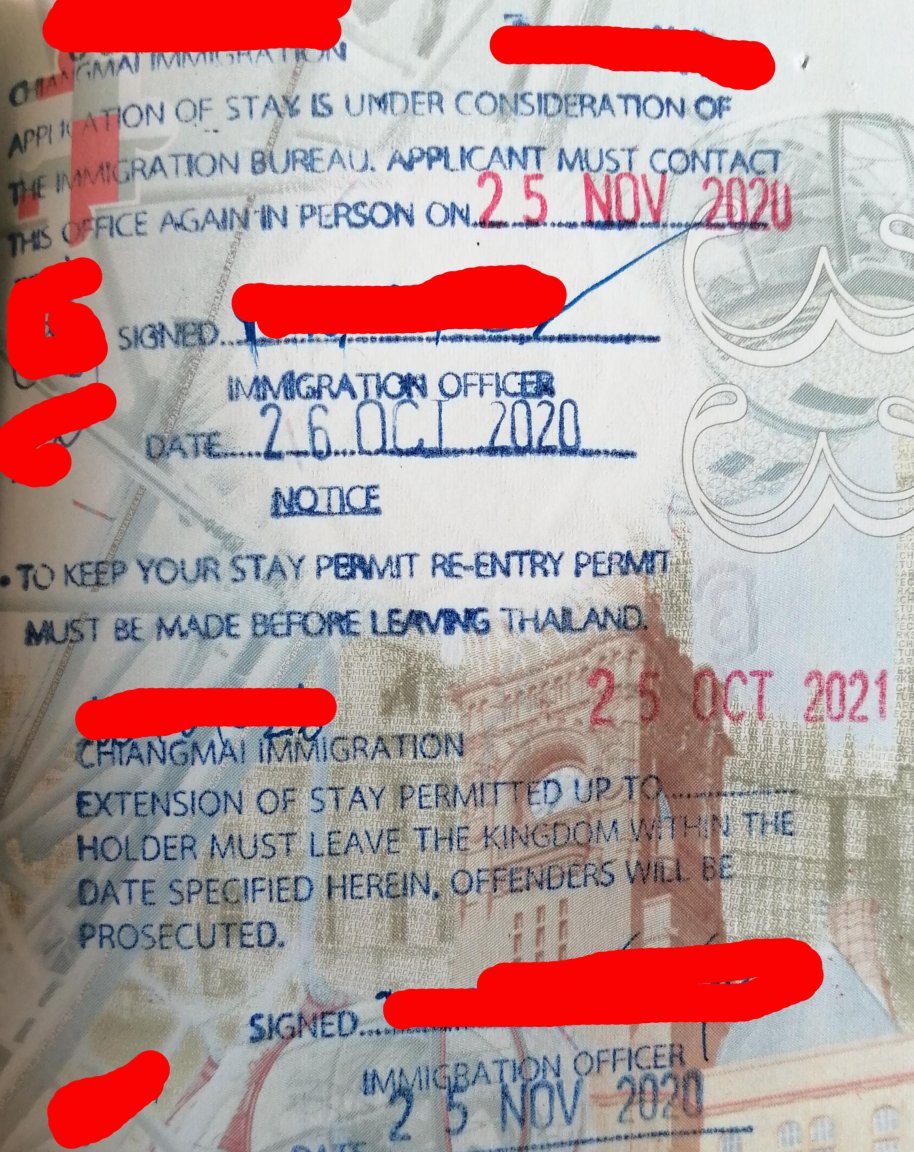 CHIANGMAI IMMIGRATION
APPLICATION OF STAY IS UNDER CONSIDERATION OF
THE IMMIGRATION BUREAU. APPLICANT MUST CONTACT
THIS OFFICE AGAIN IN PERSON ON 25 NOV 2020
SIGNED
IMMIGRATION OFFICER
DATE 26 OCT 2020
NOTICE
• TO KEEP YOUR STAY PERMIT RE-ENTRY PERMIT
MUST BE MADE BEFORE LEAVING THAILAND.
25 OCT 2021
CHIANGMAI IMMIGRATION
EXTENSION OF STAY PERMITTED UP TO
HOLDER MUST LEAVE THE KINGDOM WITHIN THE
DATE SPECIFIED HEREIN, OFFENDERS WILL BE
PROSECUTED.
SIGNED
IMMIGRATION OFFICER
25 NOV 2020
DATE